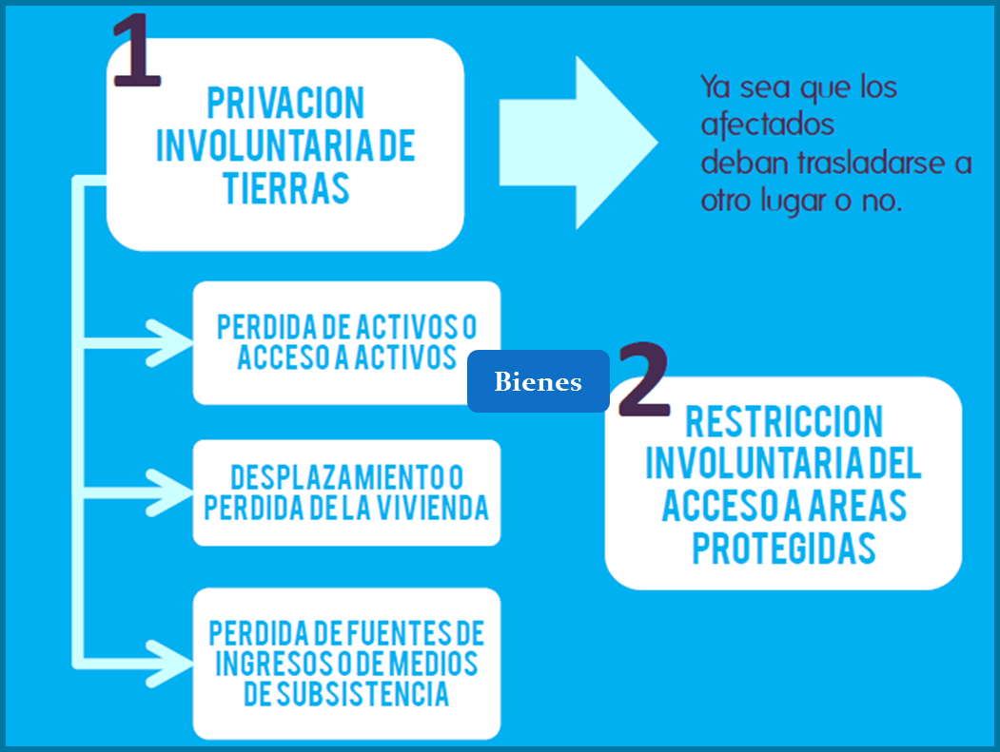 1
PRIVACION
INVOLUNTARIA DE
TIERRAS
Ya sea que los
afectados
deban trasladarse a
otro lugar o no.
PERDIDA DE ACTIVOS O
ACCESO A ACTIVOS
Bienes
DESPLAZAMIENTO O
PERDIDA DE LA VIVIENDA
PERDIDA DE FUENTES DE
INGRESOS O DE MEDIOS
DE SUBSISTENCIA
2
RESTRICCION
INVOLUNTARIA DEL
ACCESO A AREAS
PROTEGIDAS